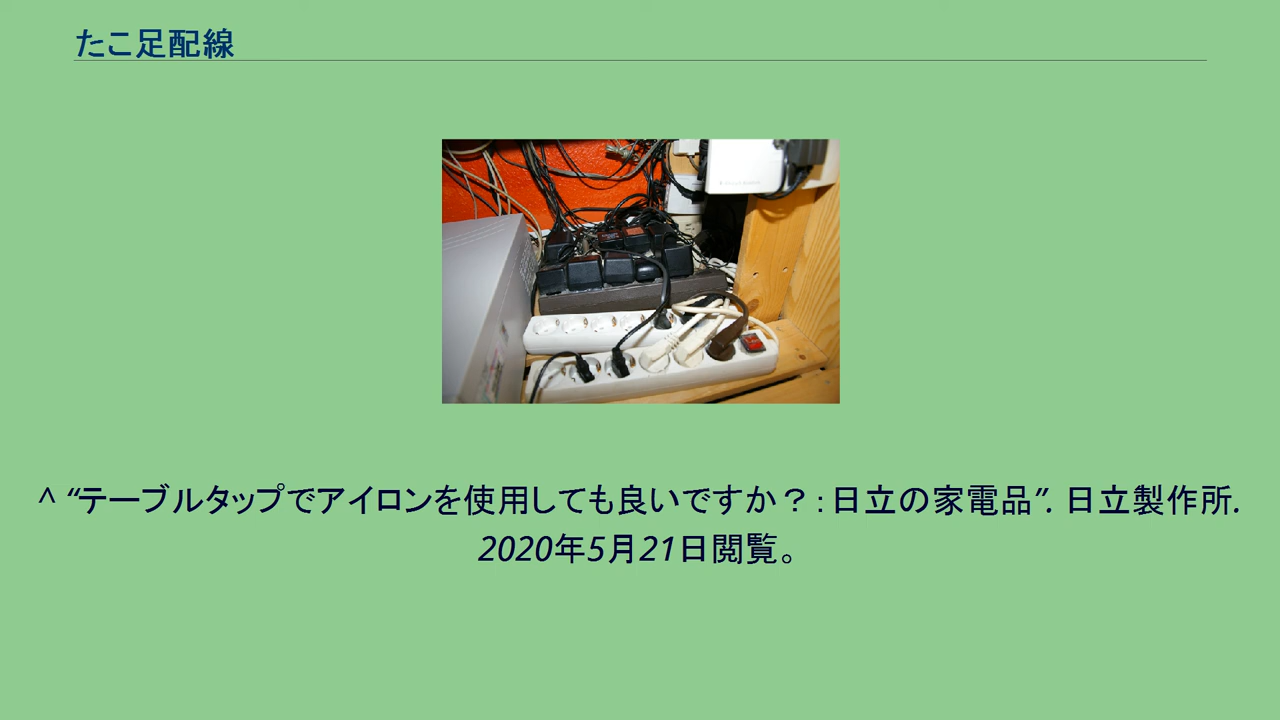 たこ足配線
^ “テーブルタップでアイロンを使用しても良いですか？：日立の家電品”. 日立製作所.
2020年5月21日閲覧。